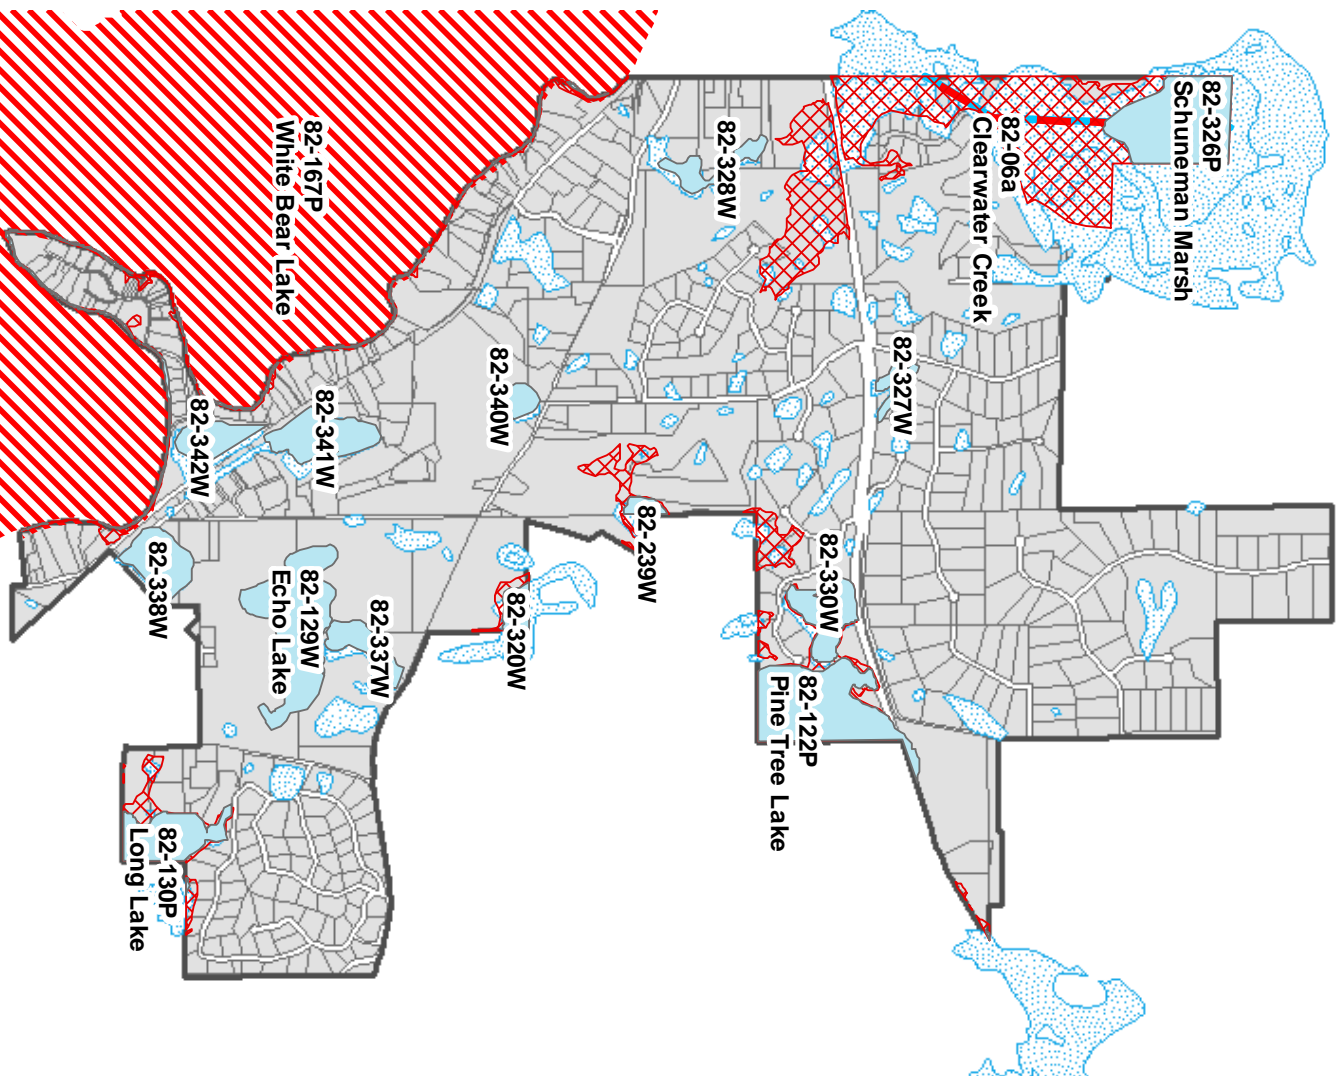 82-326P
Schuneman Marsh
82-06a
Clearwater Creek
82-328W
82-167P
White Bear Lake
82-327W
82-340W
82-341W
82-342W
82-239W
82-330W
82-338W
82-129W
Echo Lake
82-337W
82-320W
82-122P
Pine Tree Lake
82-130P
Long Lake